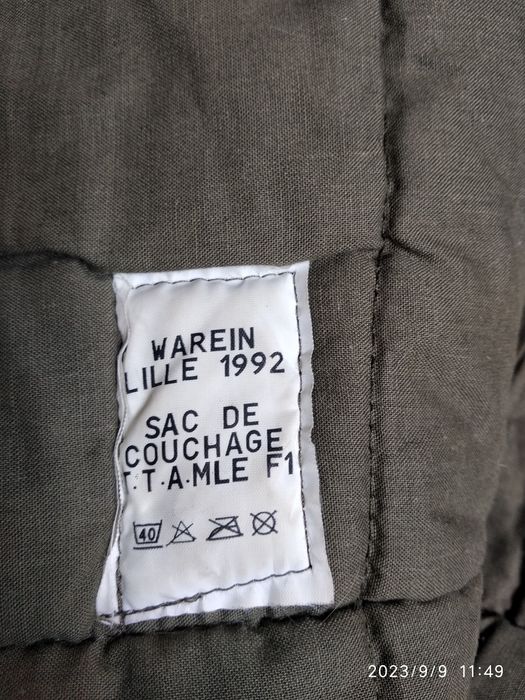 WAREIN
LILLE 1992
SAC DE
COUCHAGE
T.T.A.MLE F1
40
2023/9/9 11:49